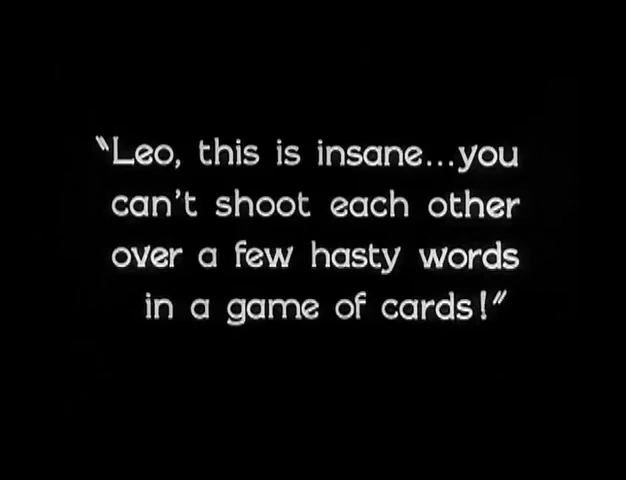 "Leo, this is insane...you
can't shoot each other
over a few hasty words
in a game of cards!"